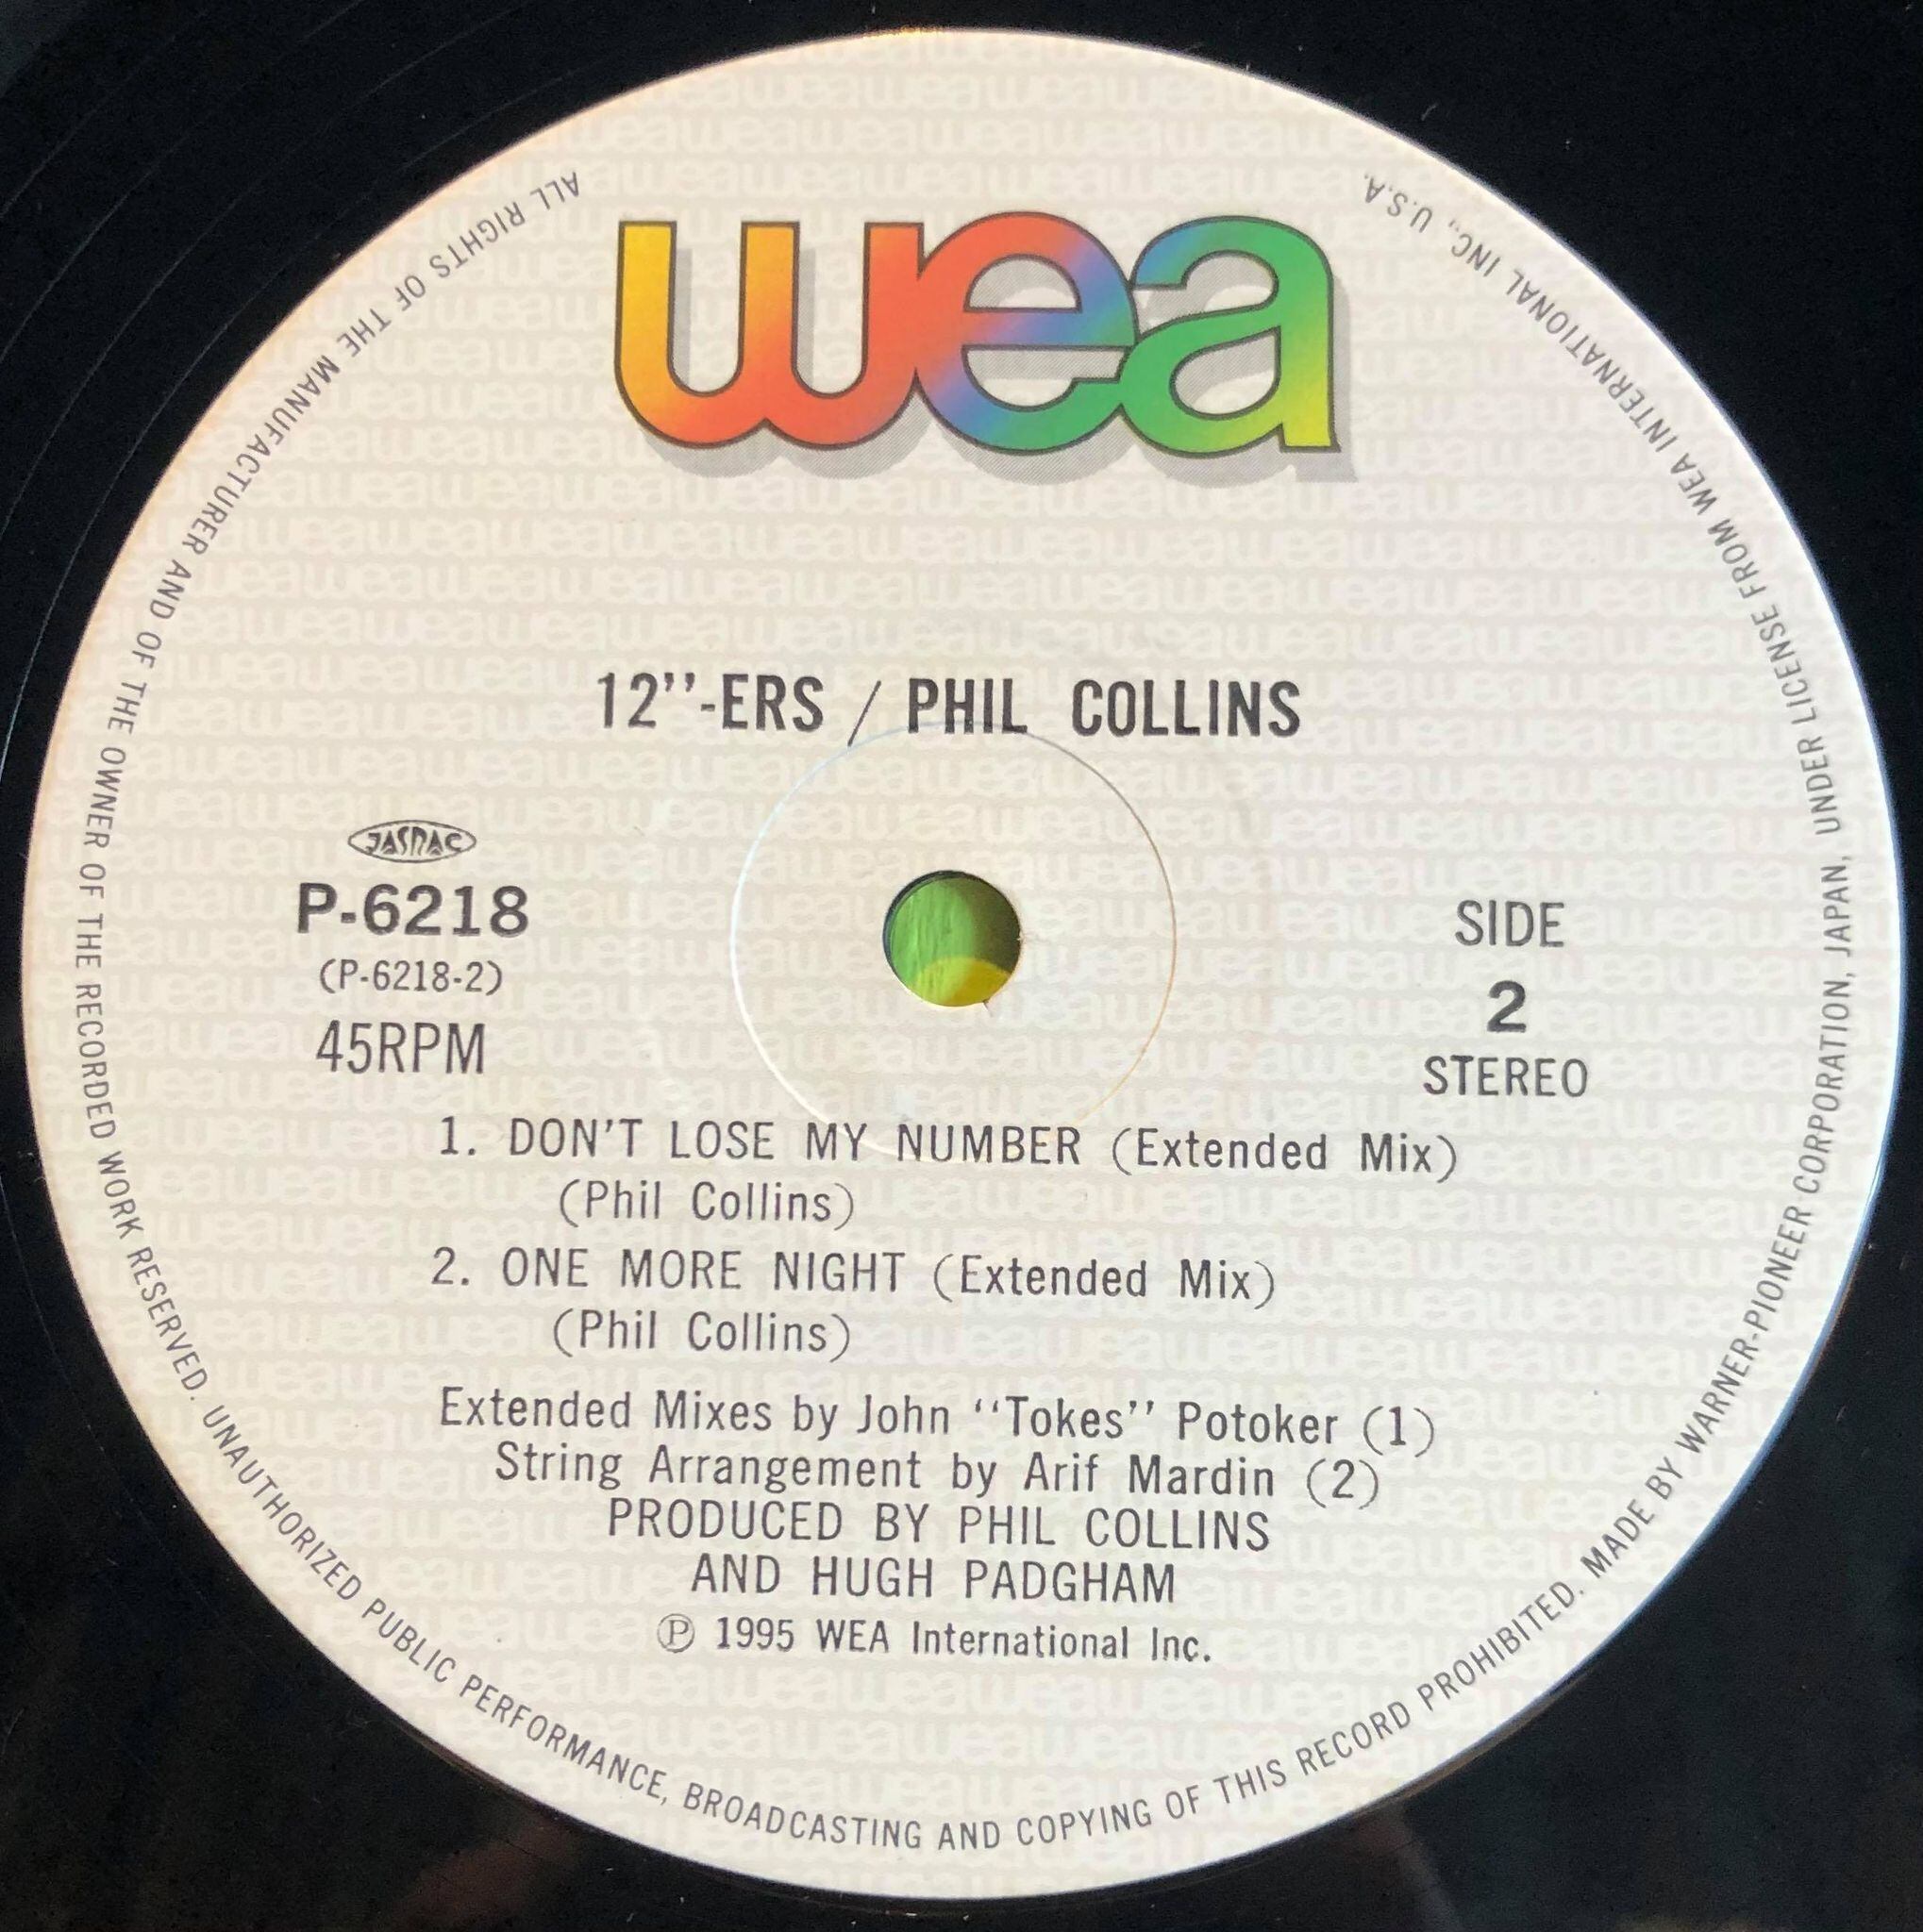 wea
12''-ERS / PHIL COLLINS
JASRAC
P-6218
(P-6218-2)
45RPM
SIDE
2
STEREO
1. DON'T LOSE MY NUMBER (Extended Mix)
(Phil Collins)
2. ONE MORE NIGHT (Extended Mix)
(Phil Collins)
Extended Mixes by John ‘‘Tokes’’ Potoker (1)
String Arrangement by Arif Mardin (2)
PRODUCED BY PHIL COLLINS
AND HUGH PADGHAM
Ⓟ 1995 WEA International Inc.
ALL RIGHTS OF THE MANUFACTURER AND OF THE OWNER OF THE RECORDED WORK RESERVED. UNAUTHORIZED PUBLIC PERFORMANCE, BROADCASTING AND COPYING OF THIS RECORD PROHIBITED. MADE BY WARNER-PIONEER CORPORATION, JAPAN, UNDER LICENSE FROM WEA INTERNATIONAL INC., U.S.A.